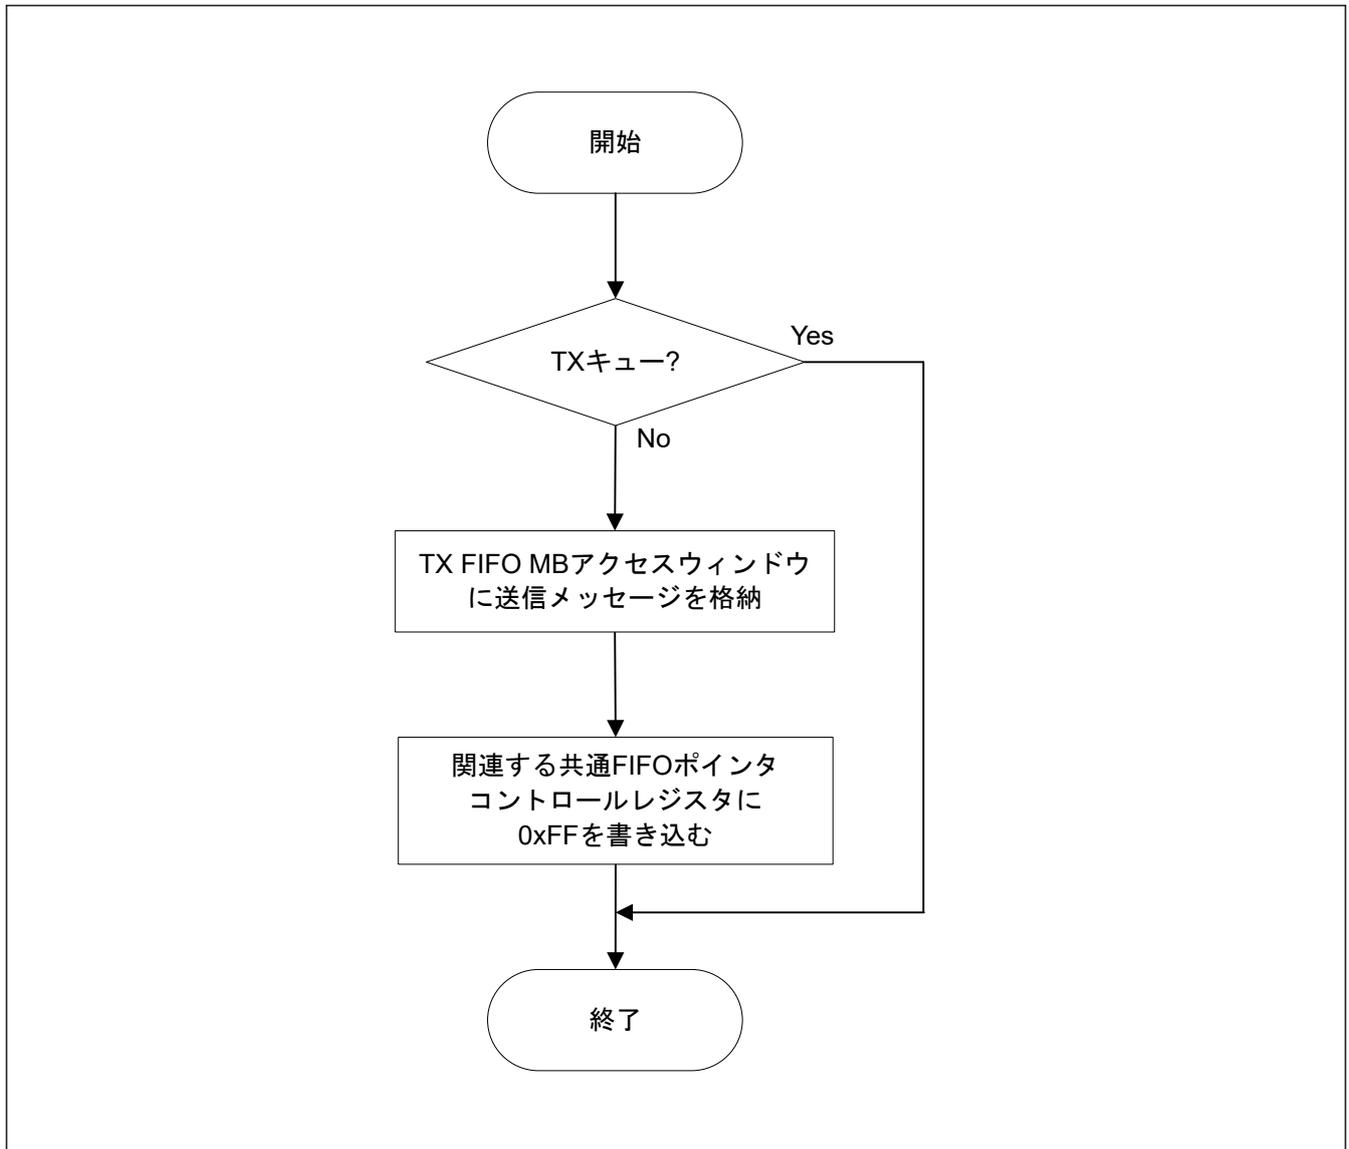 開始
TXキュー?
Yes
No
TX FIFO MBアクセスウィンドウ
に送信メッセージを格納
関連する共通FIFOポインタ
コントロールレジスタに
0xFFを書き込む
終了